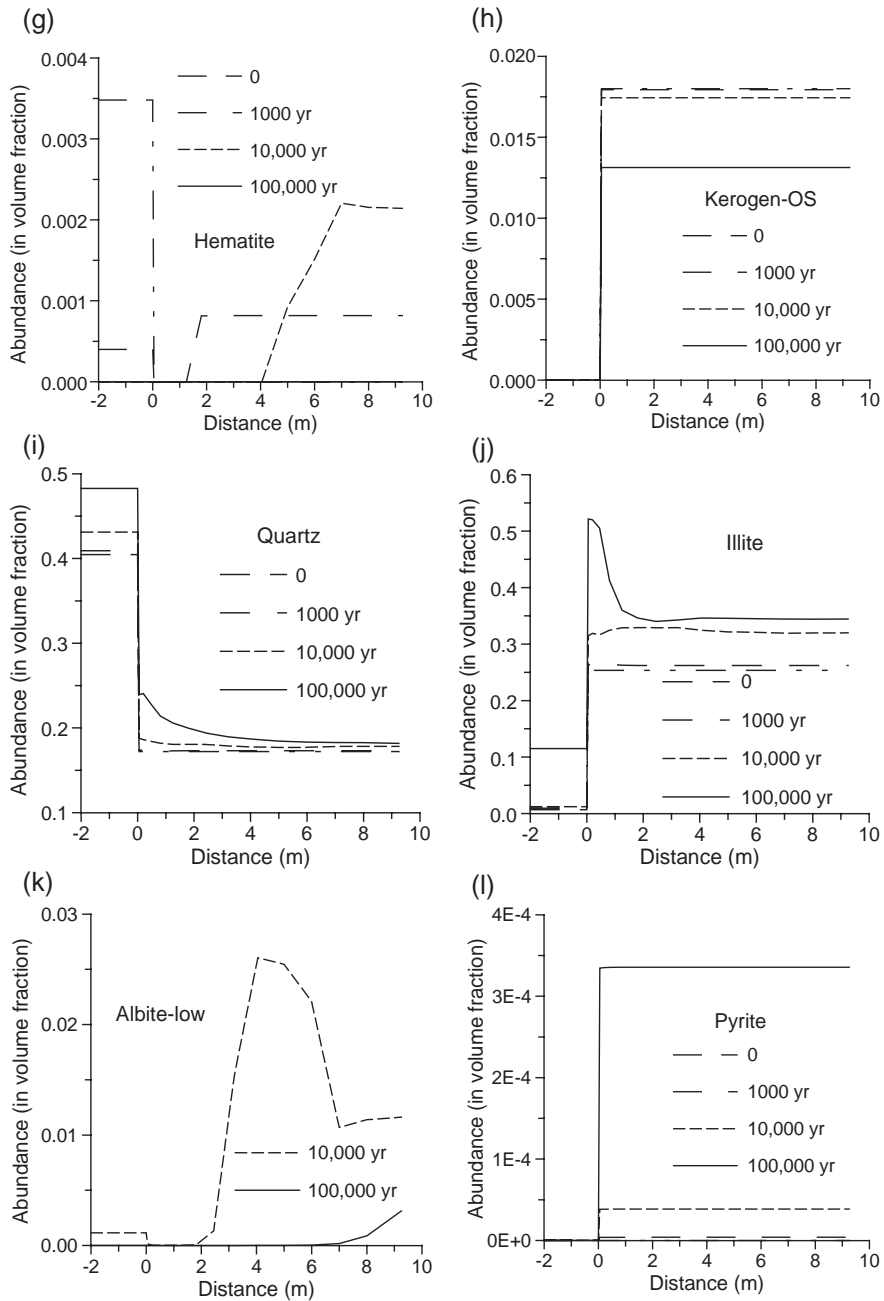 (g)
Abundance (in volume fraction)
0.004
0.003
0.002
0.001
0.000
0
1000 yr
10,000 yr
100,000 yr
Hematite
-2 0 2 4 6 8 10
Distance (m)
(h)
Abundance (in volume fraction)
0.020
0.015
0.010
0.005
0.000
Kerogen-OS
0
1000 yr
10,000 yr
100,000 yr
-2 0 2 4 6 8 10
Distance (m)
(i)
Abundance (in volume fraction)
0.5
0.4
0.3
0.2
0.1
Quartz
0
1000 yr
10,000 yr
100,000 yr
-2 0 2 4 6 8 10
Distance (m)
(j)
Abundance (in volume fraction)
0.6
0.5
0.4
0.3
0.2
0.1
0.0
Illite
0
1000 yr
10,000 yr
100,000 yr
-2 0 2 4 6 8 10
Distance (m)
(k)
Abundance (in volume fraction)
0.03
0.02
0.01
0.00
Albite-low
10,000 yr
100,000 yr
-2 0 2 4 6 8 10
Distance (m)
(l)
Abundance (in volume fraction)
4E-4
3E-4
2E-4
1E-4
0E+0
Pyrite
0
1000 yr
10,000 yr
100,000 yr
-2 0 2 4 6 8 10
Distance (m)